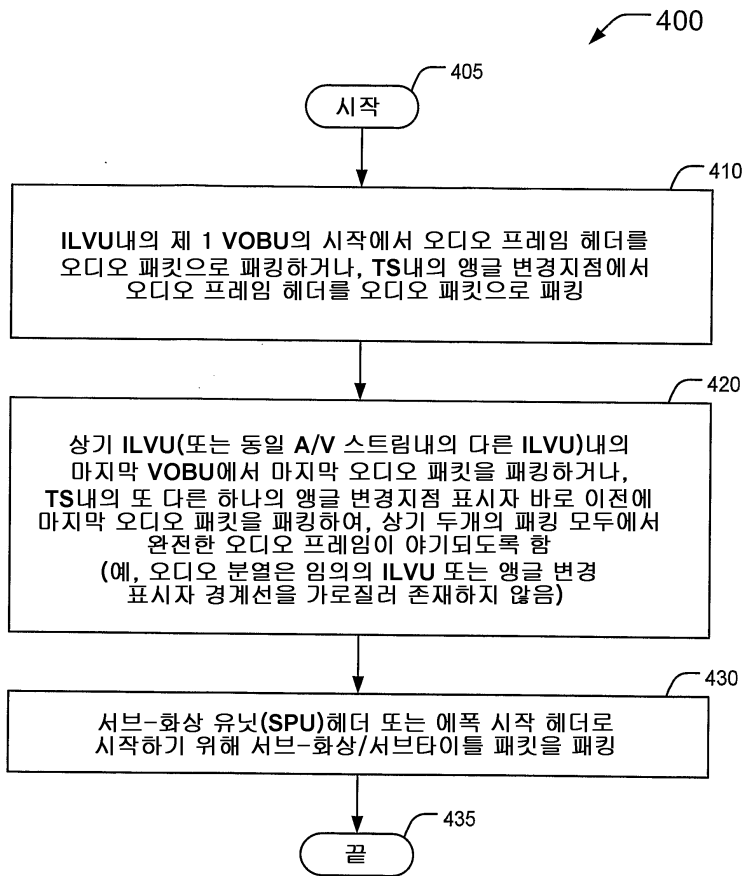 400
405
시작
410
ILVU내의 제 1 VOBU의 시작에서 오디오 프레임 헤더를
오디오 패킷으로 패킹하거나, TS내의 앵글 변경지점에서
오디오 프레임 헤더를 오디오 패킷으로 패킹
420
상기 ILVU(또는 동일 A/V 스트림내의 다른 ILVU)내의
마지막 VOBU에서 마지막 오디오 패킷을 패킹하거나,
TS내의 또 다른 하나의 앵글 변경지점 표시자 바로 이전에
마지막 오디오 패킷을 패킹하여, 상기 두개의 패킹 모두에서
완전한 오디오 프레임이 야기되도록 함
(예, 오디오 분열은 임의의 ILVU 또는 앵글 변경
표시자 경계선을 가로질러 존재하지 않음)
430
서브-화상 유닛(SPU)헤더 또는 에폭 시작 헤더로
시작하기 위해 서브-화상/서브타이틀 패킷을 패킹
435
끝